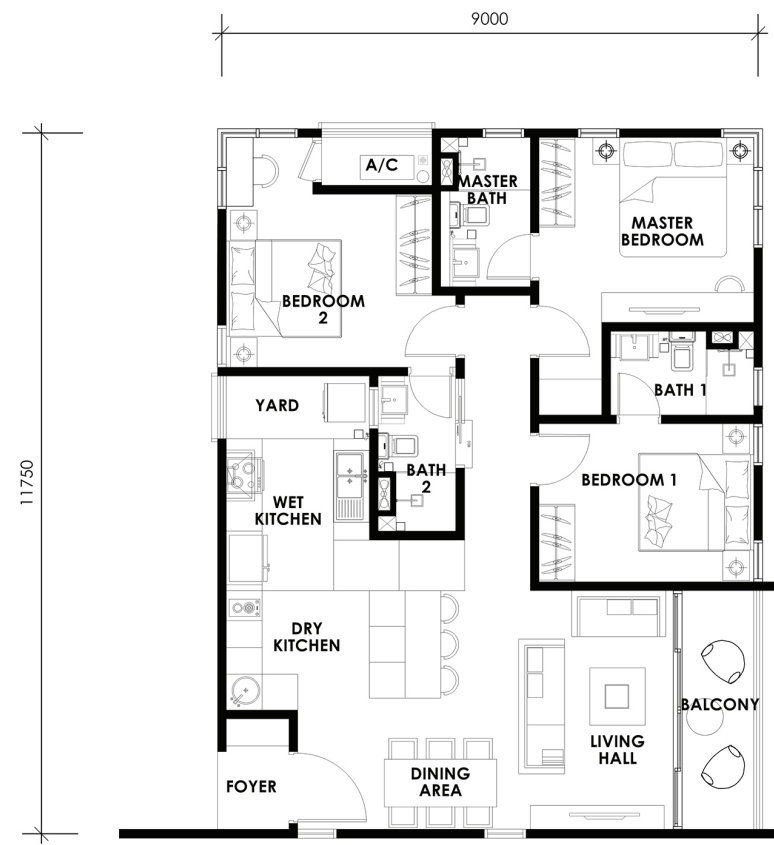 9000
11750
A/C
MASTER
BATH
MASTER
BEDROOM
BEDROOM
2
BATH 1
YARD
BATH
2
BEDROOM 1
WET
KITCHEN
DRY
KITCHEN
BALCONY
LIVING
HALL
FOYER
DINING
AREA